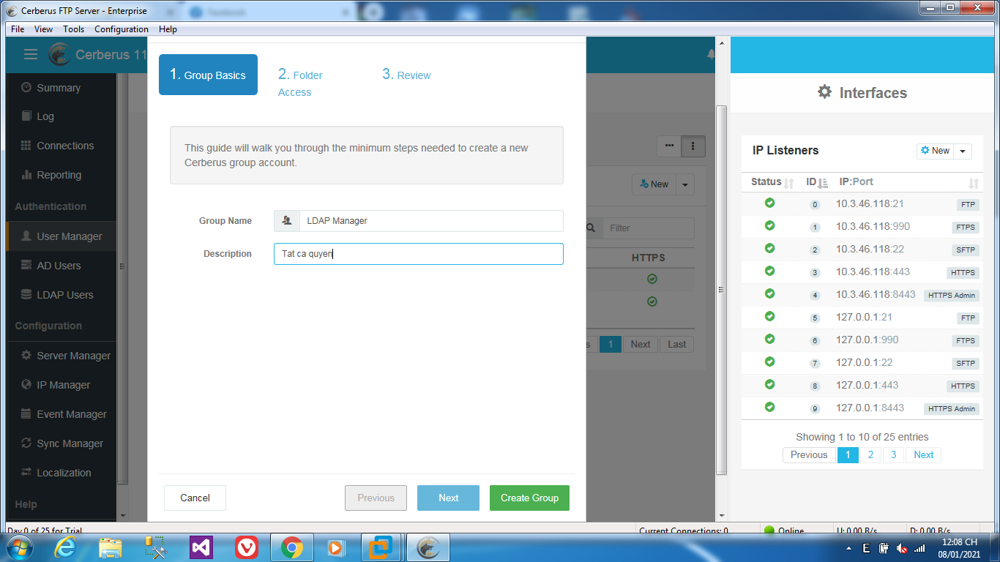 Cerberus FTP Server - Enterprise
Facebook
File View Tools Configuration Help
Cerberus 11
Summary
Log
Connections
Reporting
Authentication
User Manager
AD Users
LDAP Users
Configuration
Server Manager
IP Manager
Event Manager
Sync Manager
Localization
Help
1. Group Basics
2. Folder
Access
3. Review
This guide will walk you through the minimum steps needed to create a new
Cerberus group account.
Group Name LDAP Manager
Description Tat ca quyen
Cancel Previous Next Create Group
New
Filter
HTTPS
1 Next Last
Interfaces
IP Listeners New
Status ID IP:Port
0 10.3.46.118:21 FTP
1 10.3.46.118:990 FTPS
2 10.3.46.118:22 SFTP
3 10.3.46.118:443 HTTPS
4 10.3.46.118:8443 HTTPS Admin
5 127.0.0.1:21 FTP
6 127.0.0.1:990 FTPS
7 127.0.0.1:22 SFTP
8 127.0.0.1:443 HTTPS
9 127.0.0.1:8443 HTTPS Admin
Showing 1 to 10 of 25 entries
Previous 1 2 3 Next
Day 0 of 25 for Trial Current Connections: 0 Online U: 0.00 B/s D: 0.00 B/s
E 12:08 CH
08/01/2021